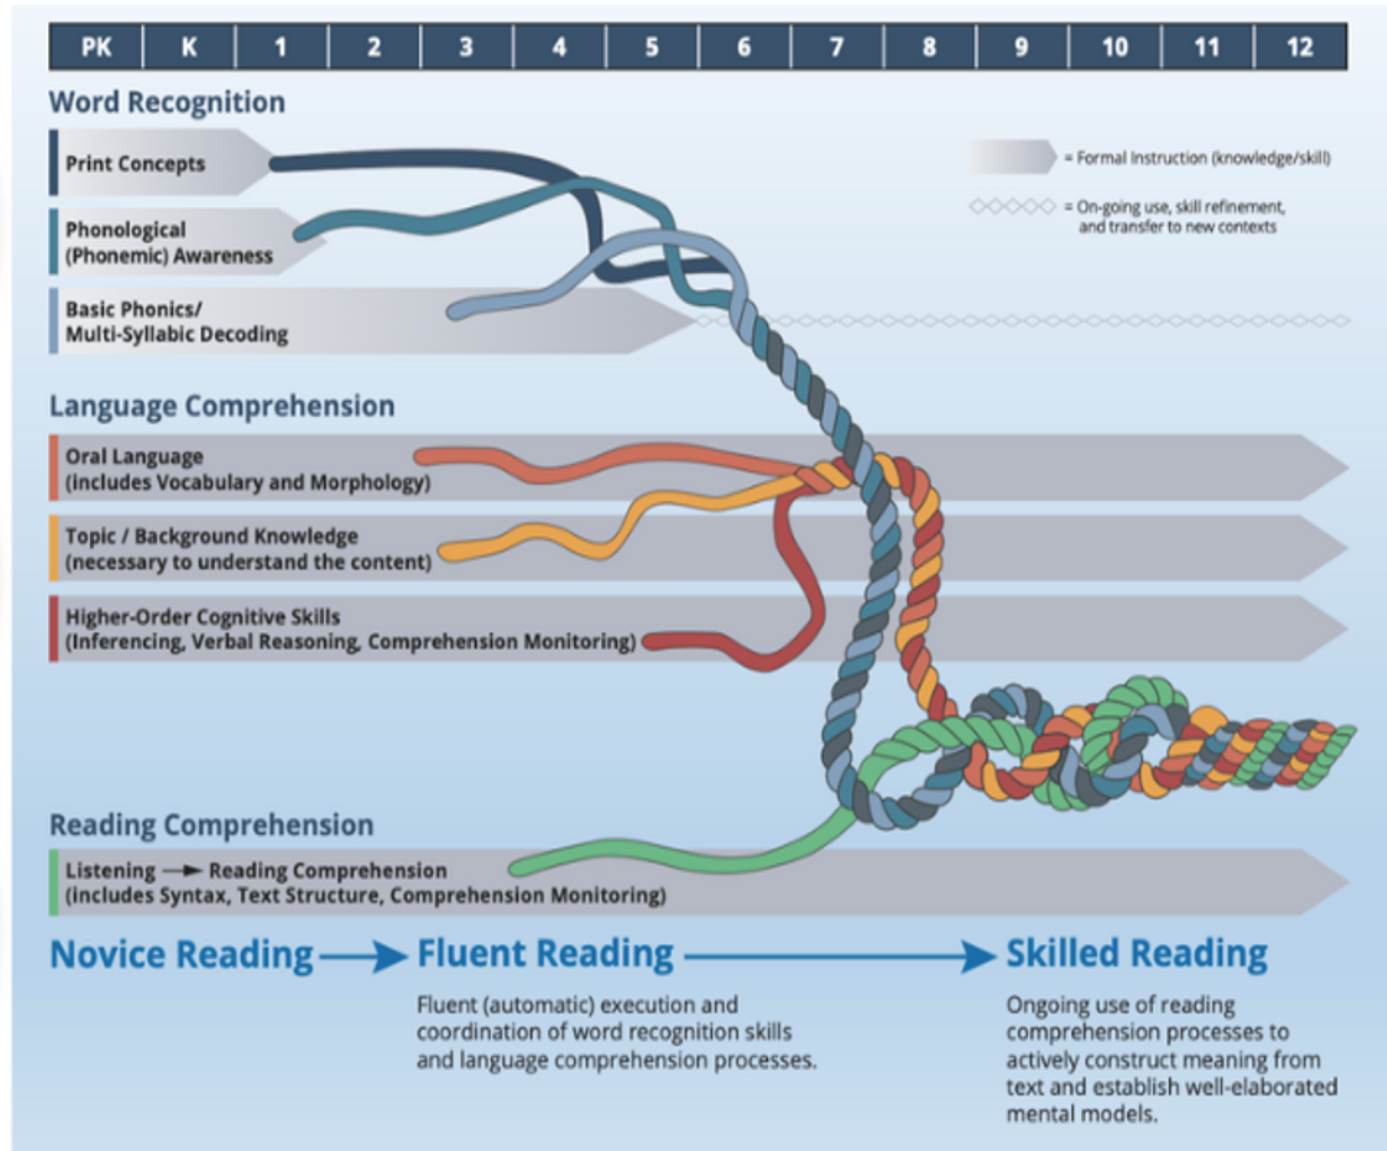 PK K 1 2 3 4 5 6 7 8 9 10 11 12
Word Recognition
Print Concepts
Phonological
(Phonemic) Awareness
Basic Phonics/
Multi-Syllabic Decoding
= Formal Instruction (knowledge/skill)
= On-going use, skill refinement,
and transfer to new contexts
Language Comprehension
Oral Language
(includes Vocabulary and Morphology)
Topic / Background Knowledge
(necessary to understand the content)
Higher-Order Cognitive Skills
(Inferencing, Verbal Reasoning, Comprehension Monitoring)
Reading Comprehension
Listening → Reading Comprehension
(includes Syntax, Text Structure, Comprehension Monitoring)
Novice Reading → Fluent Reading → Skilled Reading
Fluent (automatic) execution and
coordination of word recognition skills
and language comprehension processes.
Ongoing use of reading
comprehension processes to
actively construct meaning from
text and establish well-elaborated
mental models.